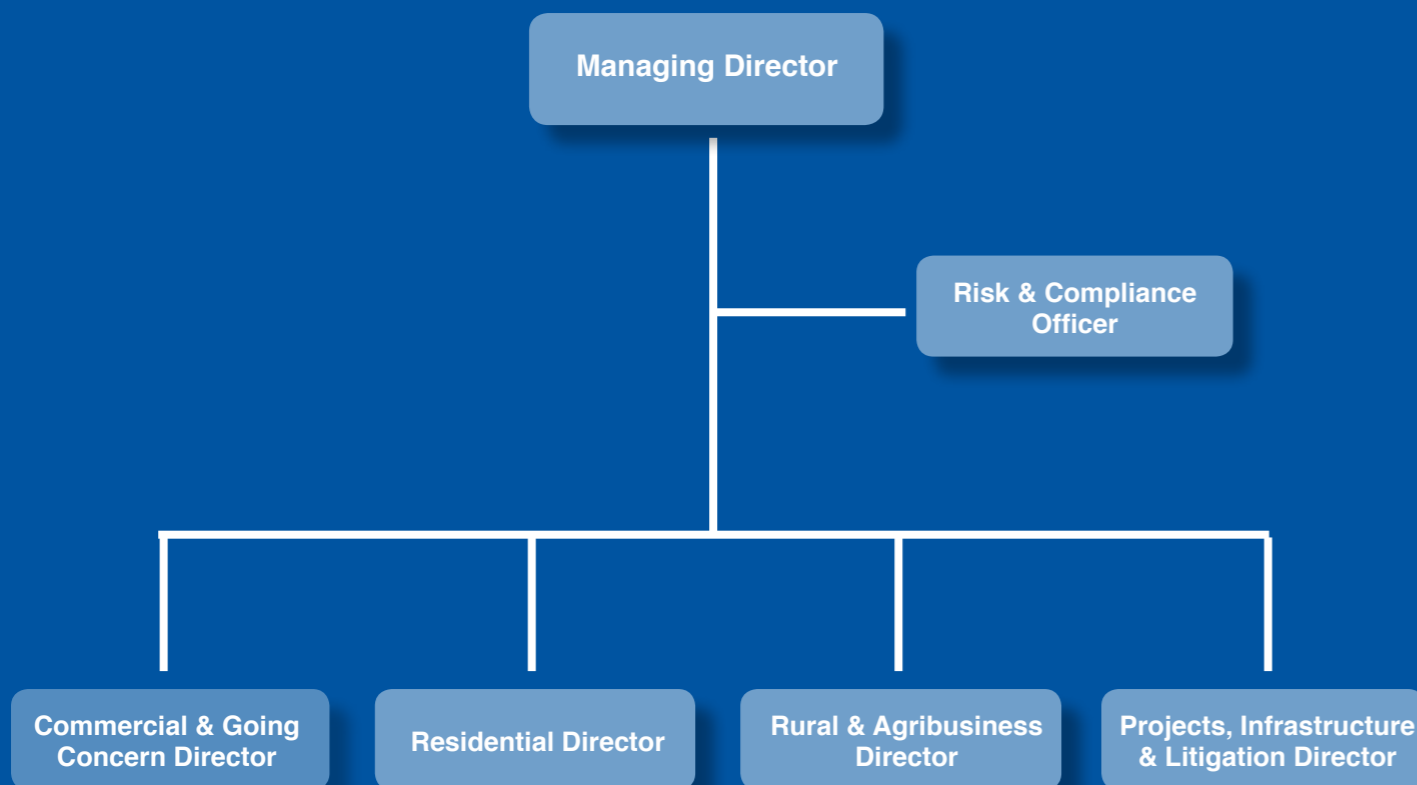 Managing Director
Risk & Compliance
Officer
Commercial & Going
Concern Director
Residential Director
Rural & Agribusiness
Director
Projects, Infrastructure
& Litigation Director